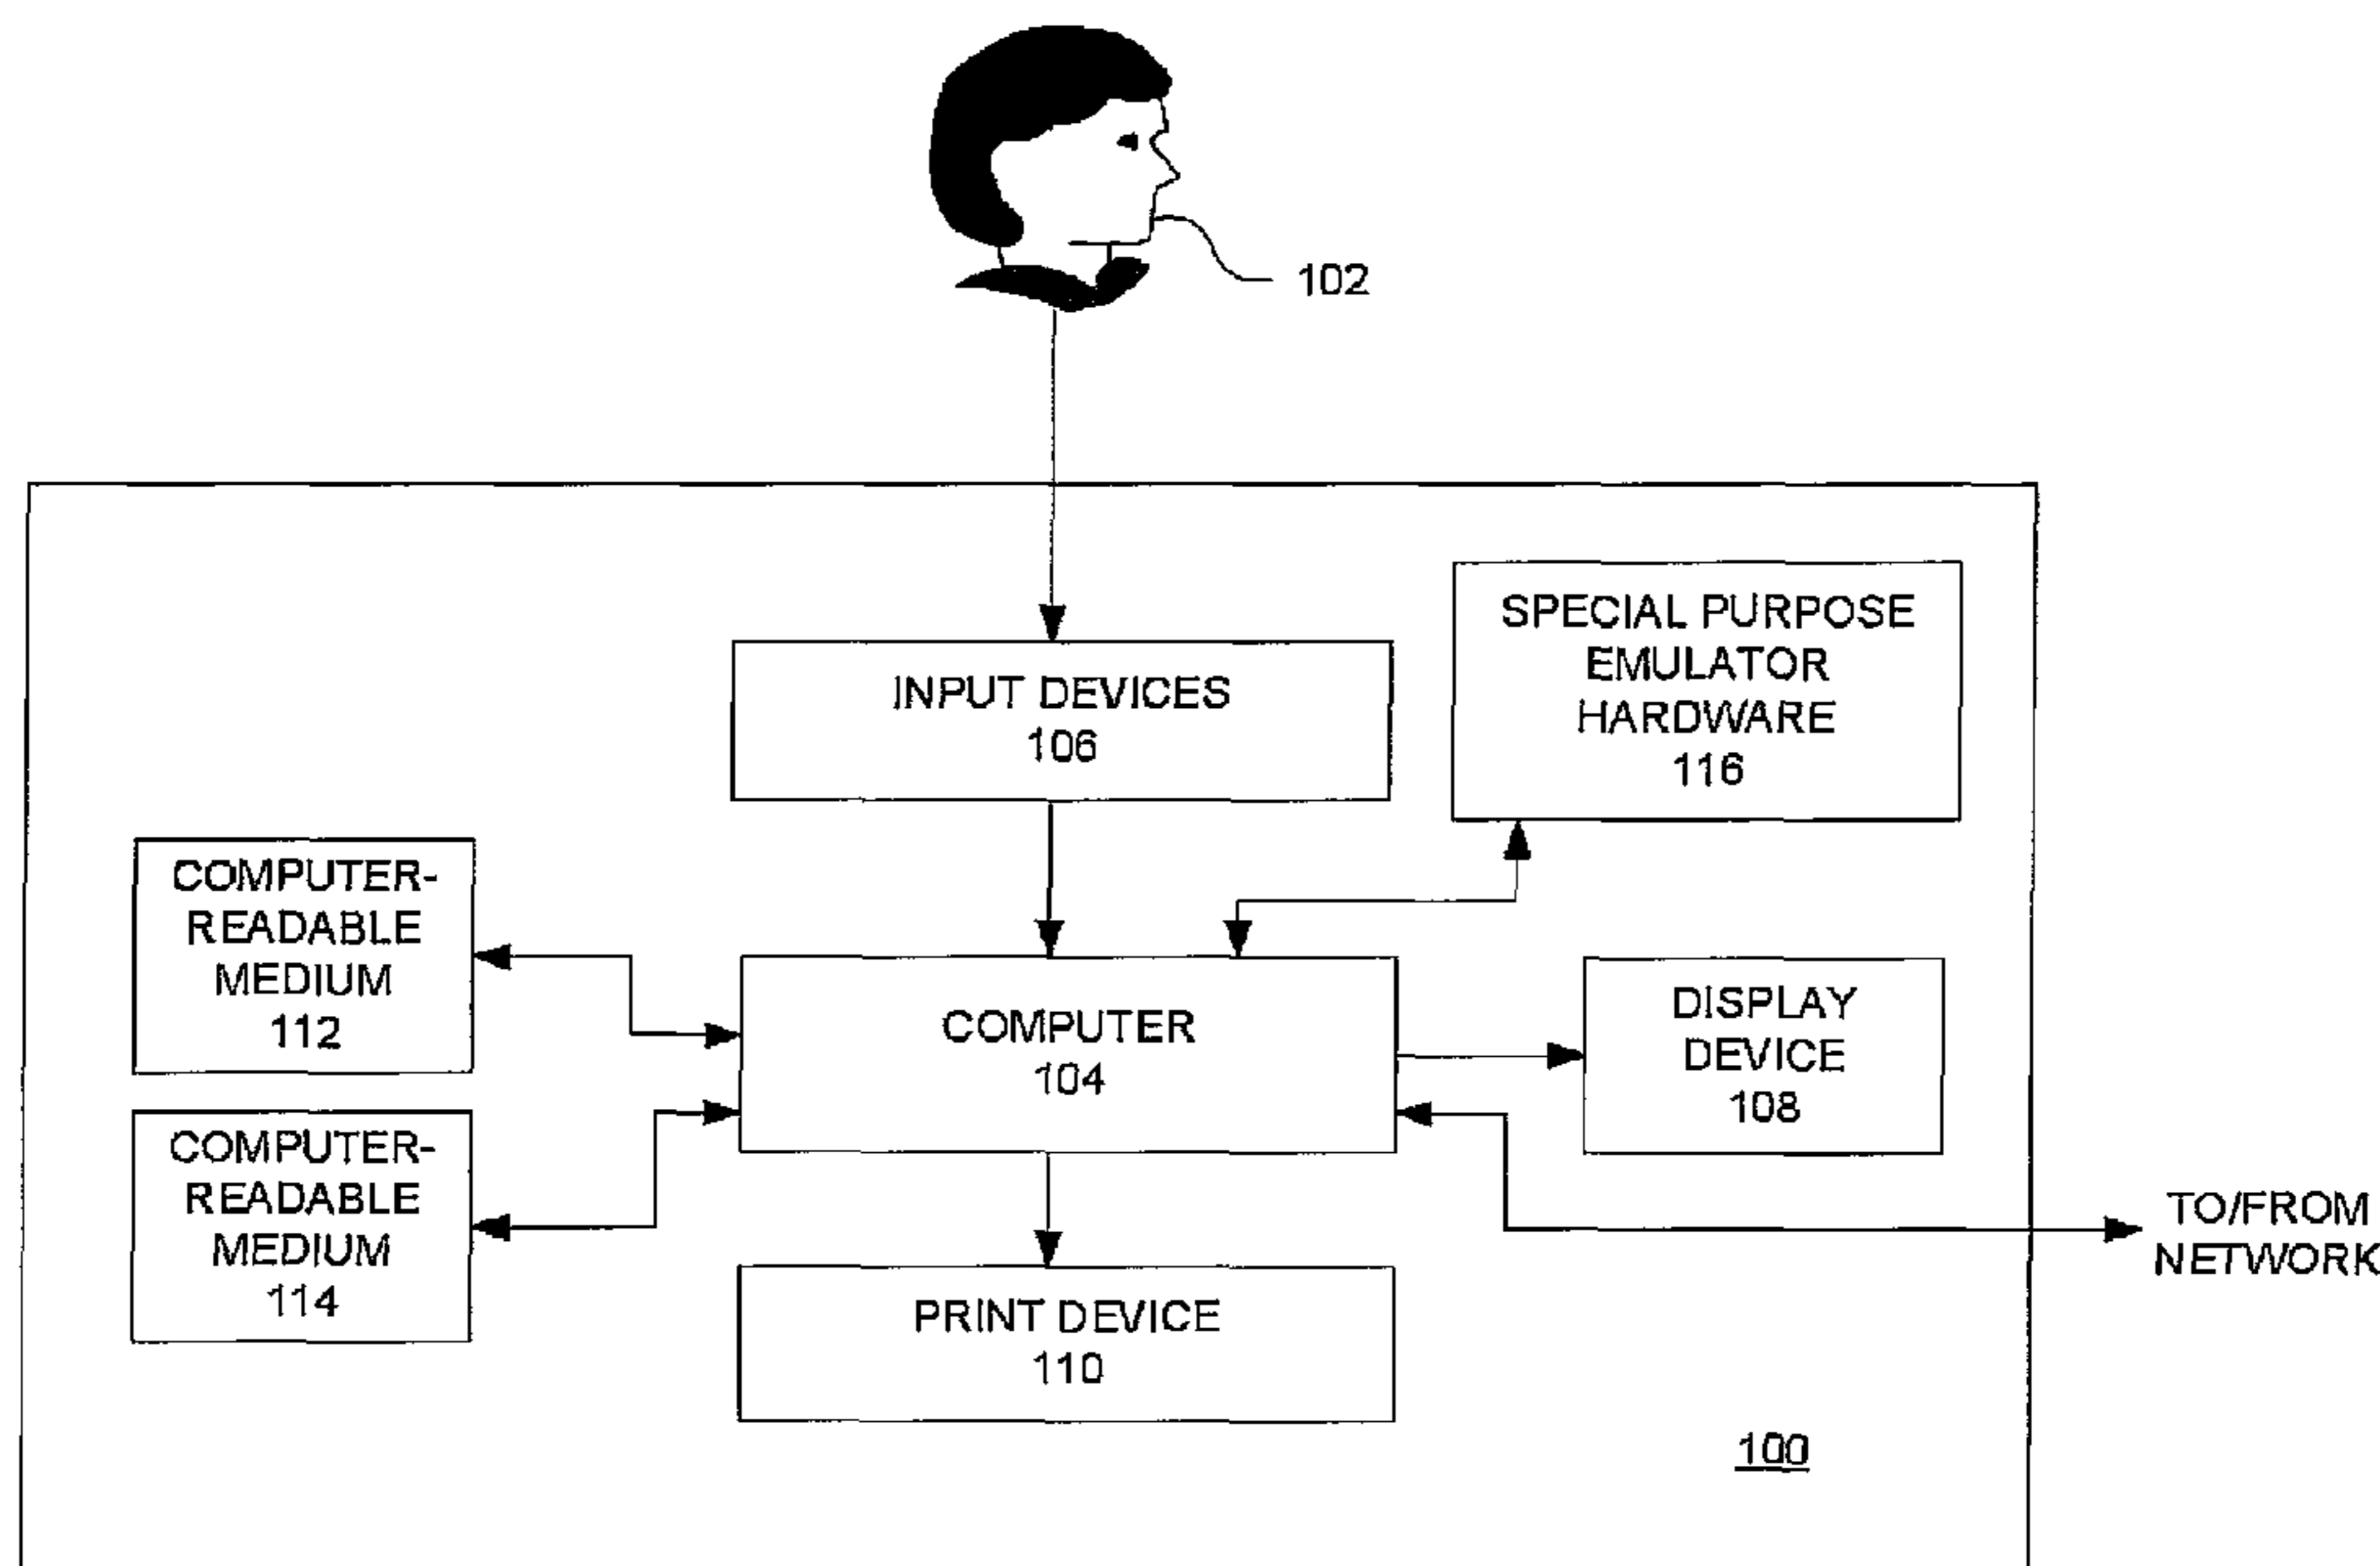 102
INPUT DEVICES
106
SPECIAL PURPOSE
EMULATOR
HARDWARE
116
COMPUTER-
READABLE
MEDIUM
112
COMPUTER
104
DISPLAY
DEVICE
108
COMPUTER-
READABLE
MEDIUM
114
PRINT DEVICE
110
TO/FROM
NETWORK
100